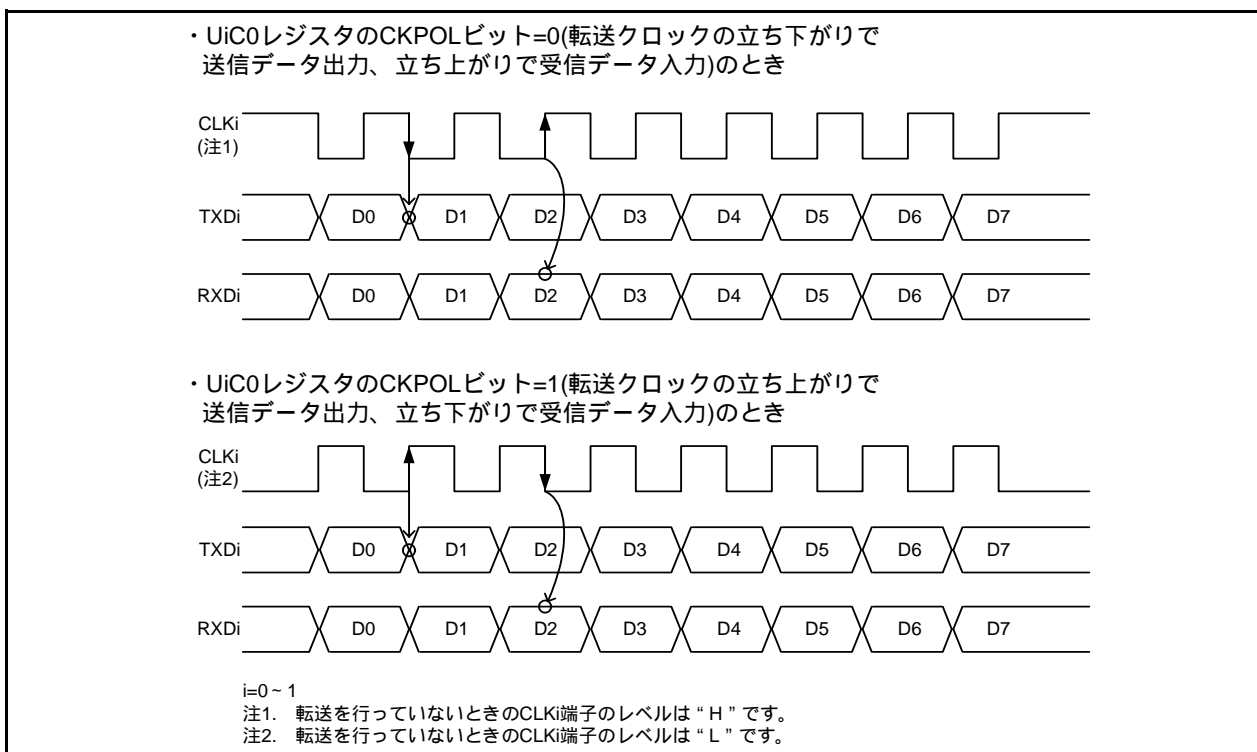 ・UiC0レジスタのCKPOLビット=0(転送クロックの立ち下がりで
送信データ出力、立ち上がりで受信データ入力)のとき
CLKi
(注1)
TXDi D0 D1 D2 D3 D4 D5 D6 D7
RXDi D0 D1 D2 D3 D4 D5 D6 D7
・UiC0レジスタのCKPOLビット=1(転送クロックの立ち上がりで
送信データ出力、立ち下がりで受信データ入力)のとき
CLKi
(注2)
TXDi D0 D1 D2 D3 D4 D5 D6 D7
RXDi D0 D1 D2 D3 D4 D5 D6 D7
i=0~1
注1. 転送を行っていないときのCLKi端子のレベルは“H”です。
注2. 転送を行っていないときのCLKi端子のレベルは“L”です。